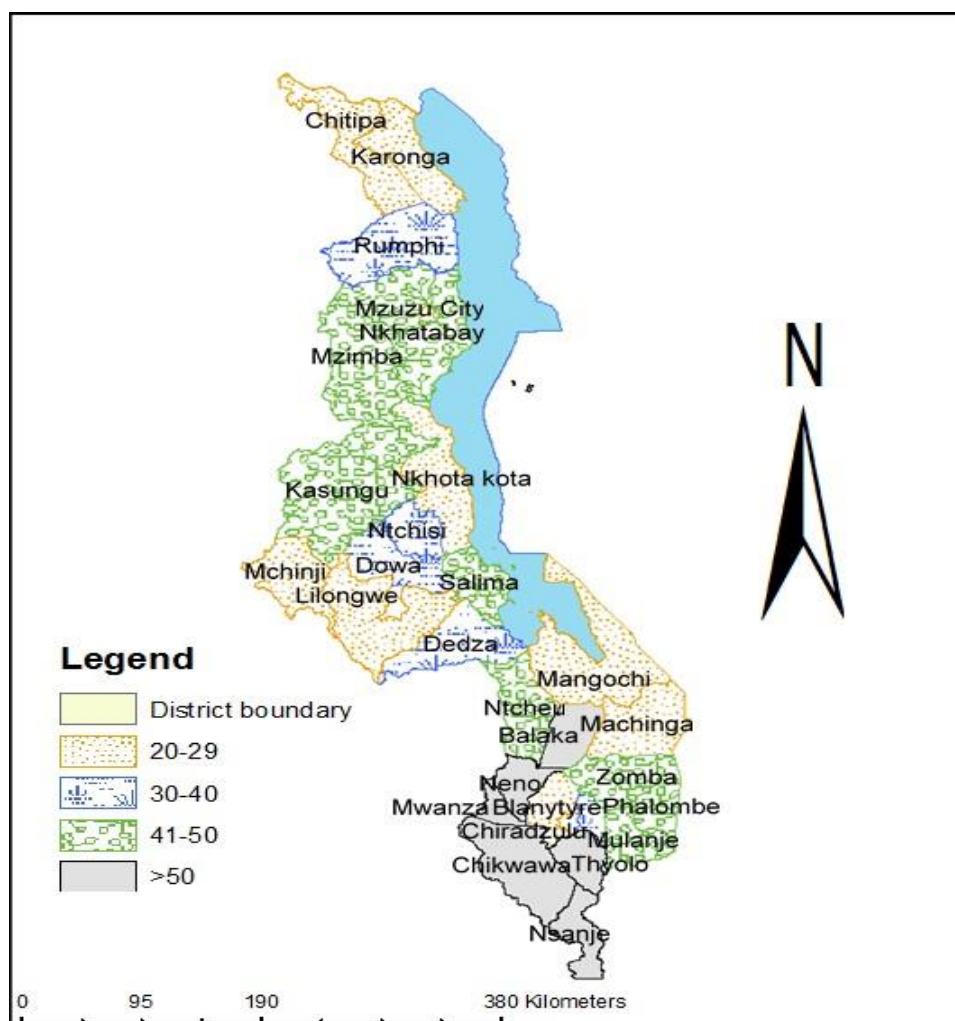 Chitipa
Karonga
Rumphi
Mzuzu City
Nkhatabay
Mzimba
N
Nkhota kota
Kasungu
Ntchisi
Dowa
Mchinji
Salima
Lilongwe
Dedza
Legend
Mangochi
District boundary
Ntcheu
Machinga
Balaka
20-29
Zomba
Neno
30-40
Mwanza
Blanytyre
Phalombe
Chiradzulu
41-50
Mulanje
Chikwawa
Thyolo
>50
Nsanje
0 95 190 380 Kilometers